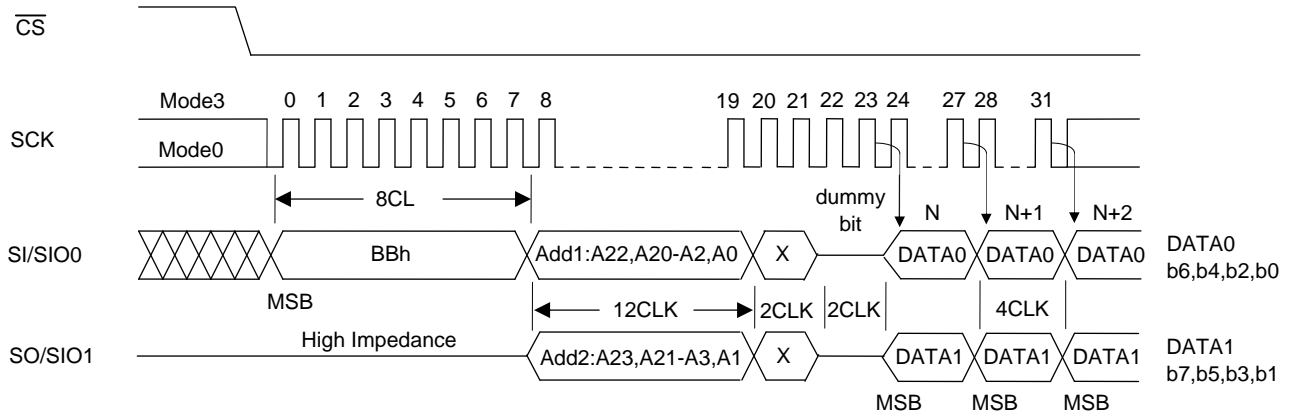 CS
Mode3 0 1 2 3 4 5 6 7 8 19 20 21 22 23 24 27 28 31
SCK
Mode0
8CL
dummy
bit
N N+1 N+2
SI/SIO0 BBh Add1:A22,A20-A2,A0 X DATA0 DATA0 DATA0
DATA0
b6,b4,b2,b0
MSB
12CLK 2CLK 2CLK 4CLK
High Impedance
SO/SIO1 Add2:A23,A21-A3,A1 X DATA1 DATA1 DATA1
DATA1
b7,b5,b3,b1
MSB MSB MSB